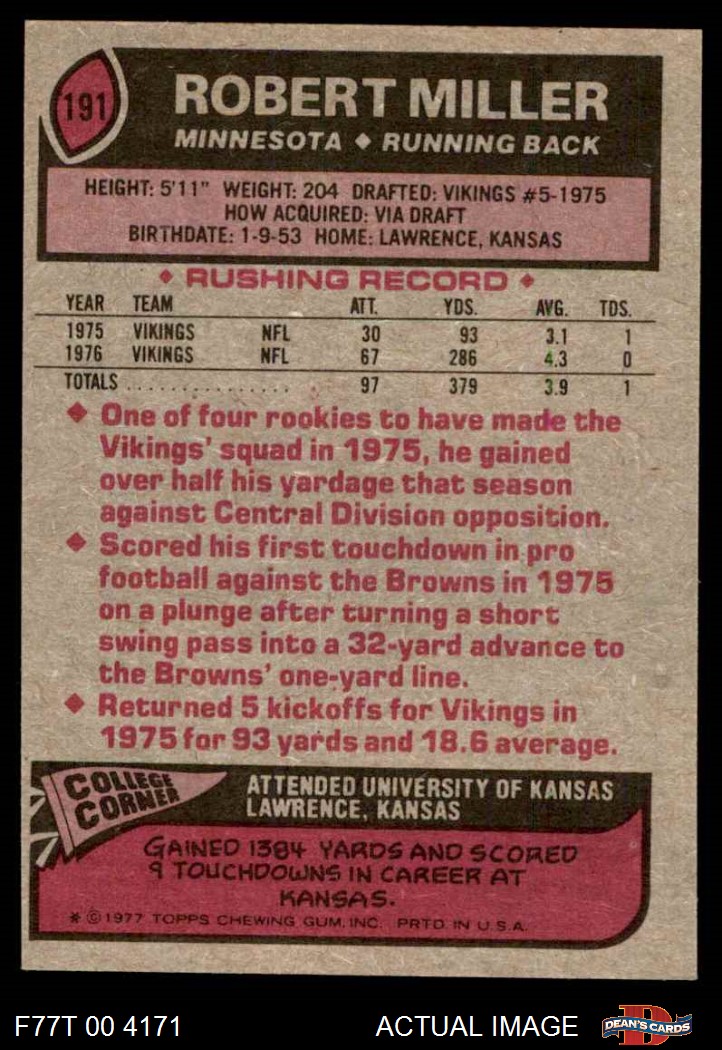 191
ROBERT MILLER
MINNESOTA ◆ RUNNING BACK
HEIGHT: 5'11" WEIGHT: 204 DRAFTED: VIKINGS #5-1975
HOW ACQUIRED: VIA DRAFT
BIRTHDATE: 1-9-53 HOME: LAWRENCE, KANSAS
◆ RUSHING RECORD ◆
YEAR TEAM ATT. YDS. AVG. TDS.
1975 VIKINGS NFL 30 93 3.1 1
1976 VIKINGS NFL 67 286 4.3 0
TOTALS . . . . . . . . . . . . . . . . 97 379 3.9 1
◆ One of four rookies to have made the
Vikings' squad in 1975, he gained
over half his yardage that season
against Central Division opposition.
◆ Scored his first touchdown in pro
football against the Browns in 1975
on a plunge after turning a short
swing pass into a 32-yard advance to
the Browns' one-yard line.
◆ Returned 5 kickoffs for Vikings in
1975 for 93 yards and 18.6 average.
COLLEGE
CORNER
ATTENDED UNIVERSITY OF KANSAS
LAWRENCE, KANSAS
GAINED 1384 YARDS AND SCORED
9 TOUCHDOWNS IN CAREER AT
KANSAS.
* © 1977 TOPPS CHEWING GUM, INC. PRTD. IN U.S.A.
F77T 00 4171 ACTUAL IMAGE
D
DEAN'S CARDS